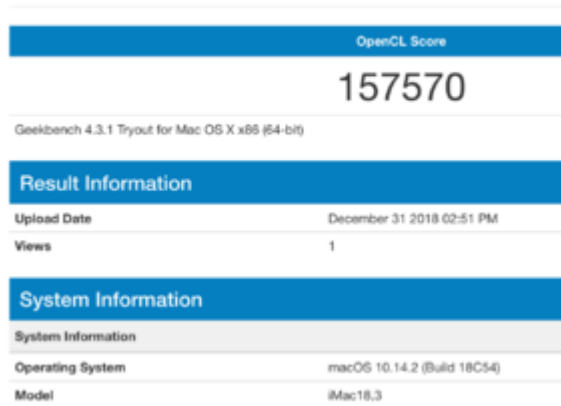 OpenCL Score
157570
Geekbench 4.3.1 Tryout for Mac OS X x86 (64-bit)
Result Information
Upload Date December 31 2018 02:51 PM
Views 1
System Information
System Information
Operating System macOS 10.14.2 (Build 18C54)
Model iMac18,3